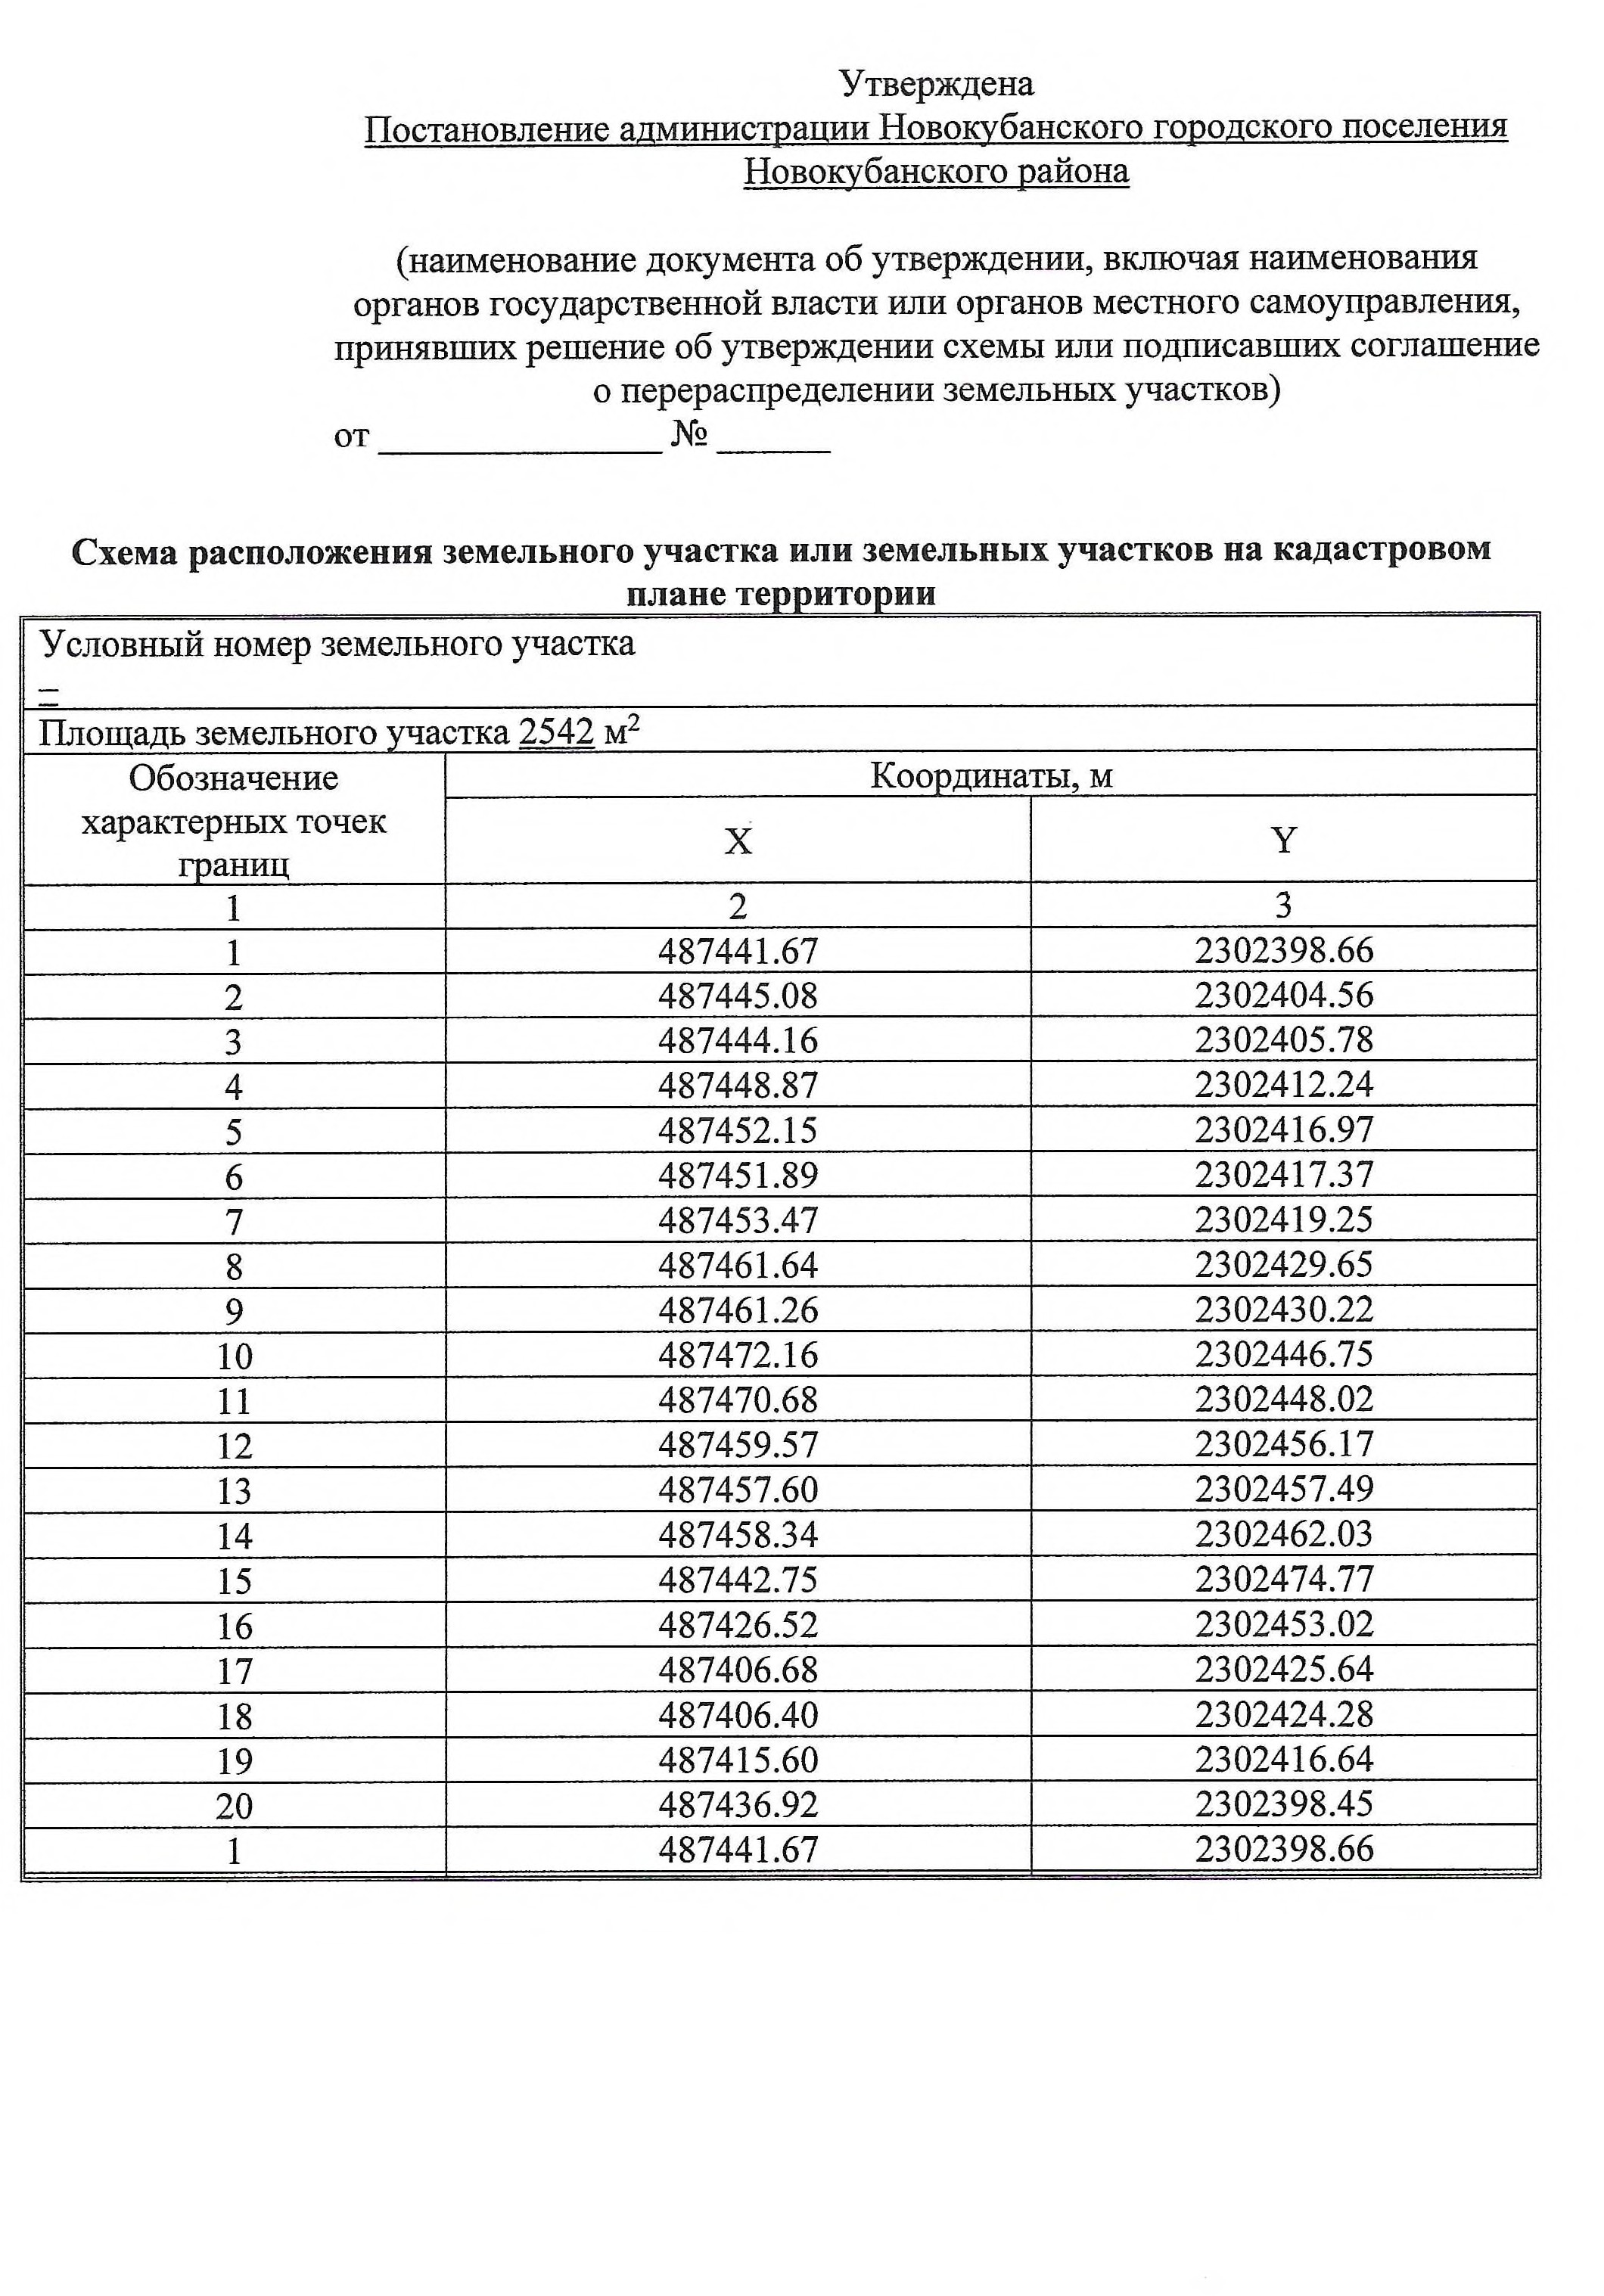 Утверждена
Постановление администрации Новокубанского городского поселения
Новокубанского района
(наименование документа об утверждении, включая наименования
органов государственной власти или органов местного самоуправления,
принявших решение об утверждении схемы или подписавших соглашение
о перераспределении земельных участков)
от _______________ № ______
Схема расположения земельного участка или земельных участков на кадастровом
плане территории
Условный номер земельного участка
–
Площадь земельного участка 2542 м²
Обозначение
характерных точек
границ
Координаты, м
X Y
1 2 3
1 487441.67 2302398.66
2 487445.08 2302404.56
3 487444.16 2302405.78
4 487448.87 2302412.24
5 487452.15 2302416.97
6 487451.89 2302417.37
7 487453.47 2302419.25
8 487461.64 2302429.65
9 487461.26 2302430.22
10 487472.16 2302446.75
11 487470.68 2302448.02
12 487459.57 2302456.17
13 487457.60 2302457.49
14 487458.34 2302462.03
15 487442.75 2302474.77
16 487426.52 2302453.02
17 487406.68 2302425.64
18 487406.40 2302424.28
19 487415.60 2302416.64
20 487436.92 2302398.45
1 487441.67 2302398.66